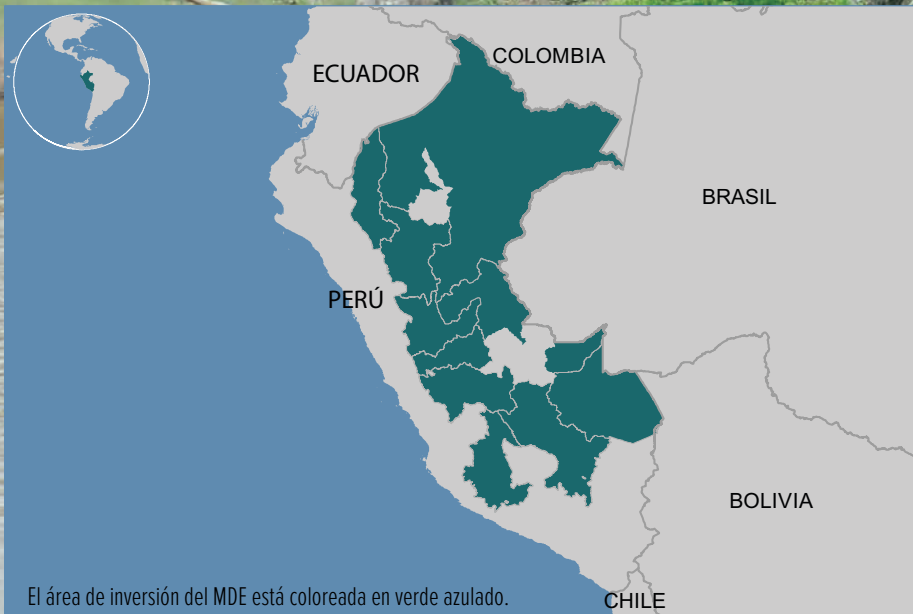 COLOMBIA
ECUADOR
BRASIL
PERÚ
BOLIVIA
El área de inversión del MDE está coloreada en verde azulado.
CHILE